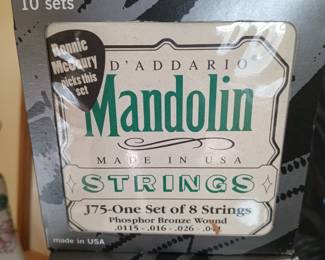 10 sets
Ronnie
McCoury
picks this
set
D'ADDARIO
Mandolin
MADE IN USA
STRINGS
J75-One Set of 8 Strings
Phosphor Bronze Wound
.0115 - .016 - .026 - .041
made in USA